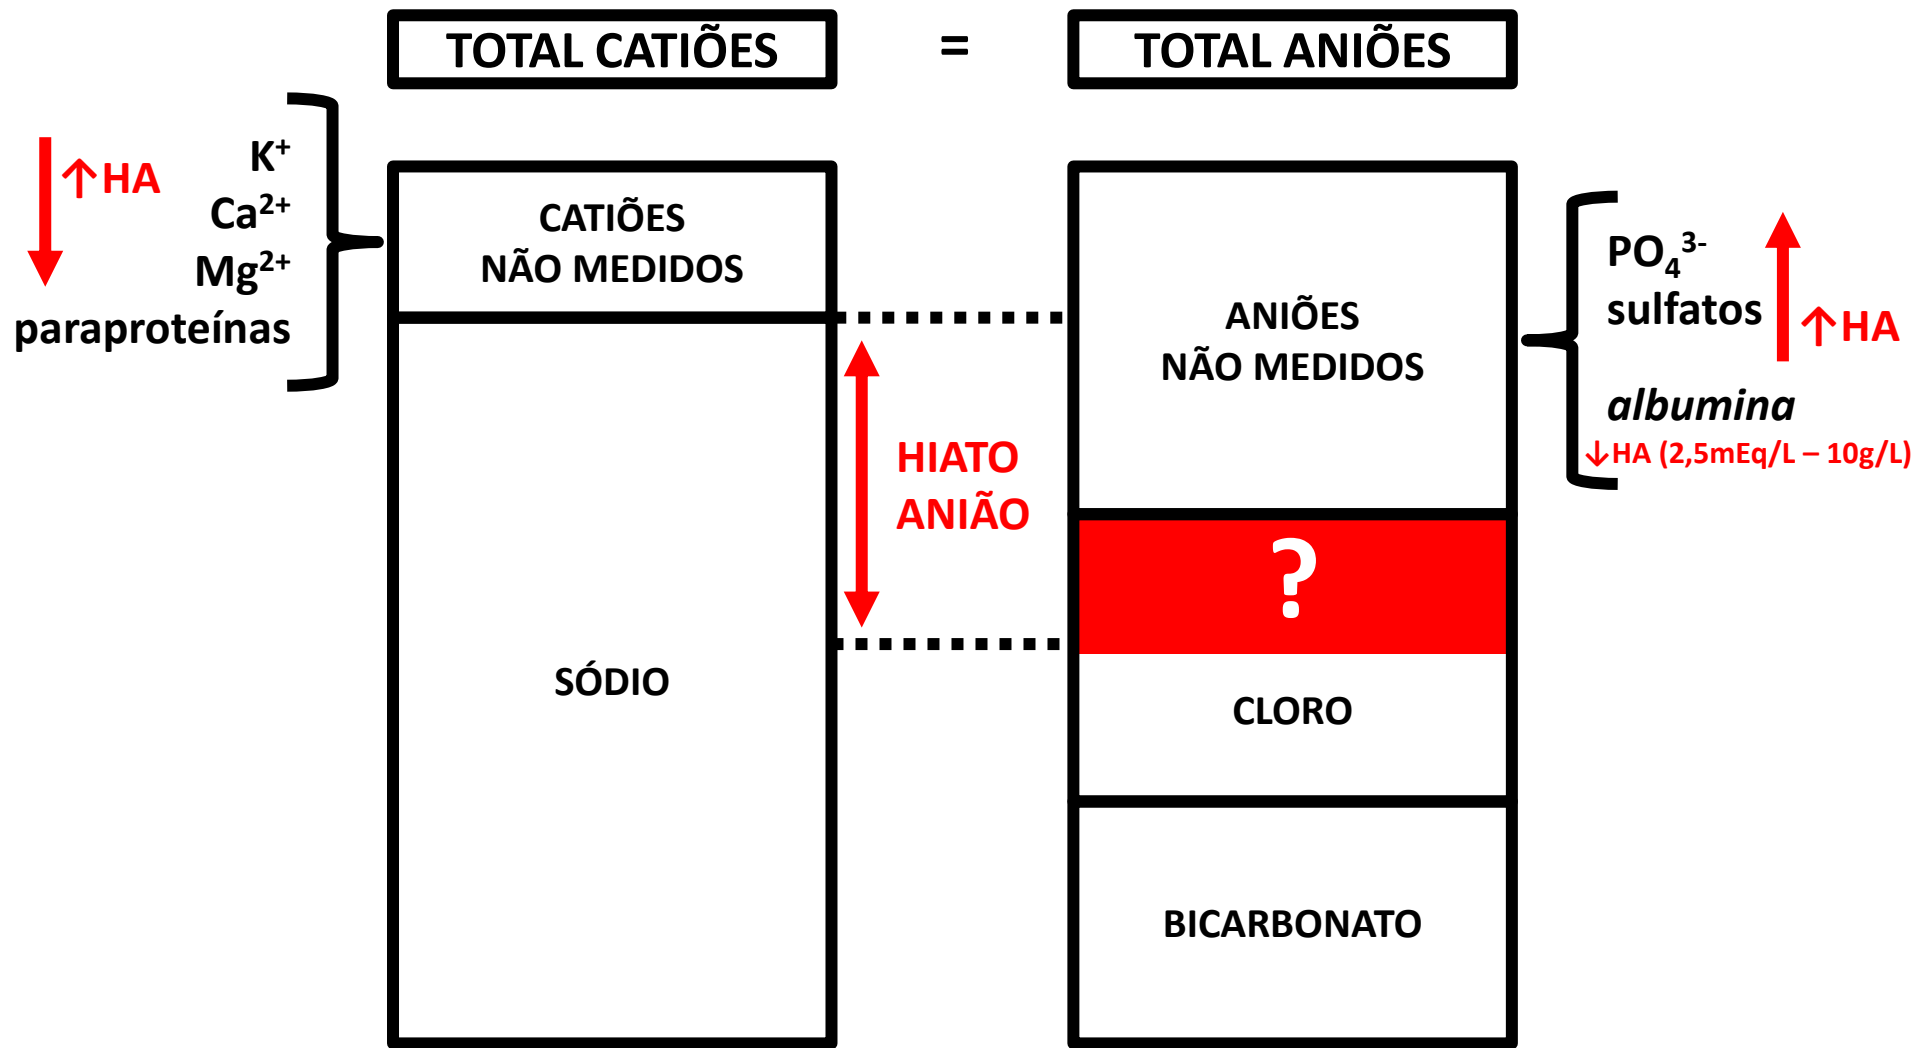 TOTAL CATIÕES
=
TOTAL ANIÕES
↑HA
K⁺
Ca²⁺
Mg²⁺
paraproteínas
CATIÕES
NÃO MEDIDOS
SÓDIO
HIATO
ANIÃO
ANIÕES
NÃO MEDIDOS
?
CLORO
BICARBONATO
PO₄³⁻
sulfatos
↑HA
albumina
↓HA (2,5mEq/L – 10g/L)